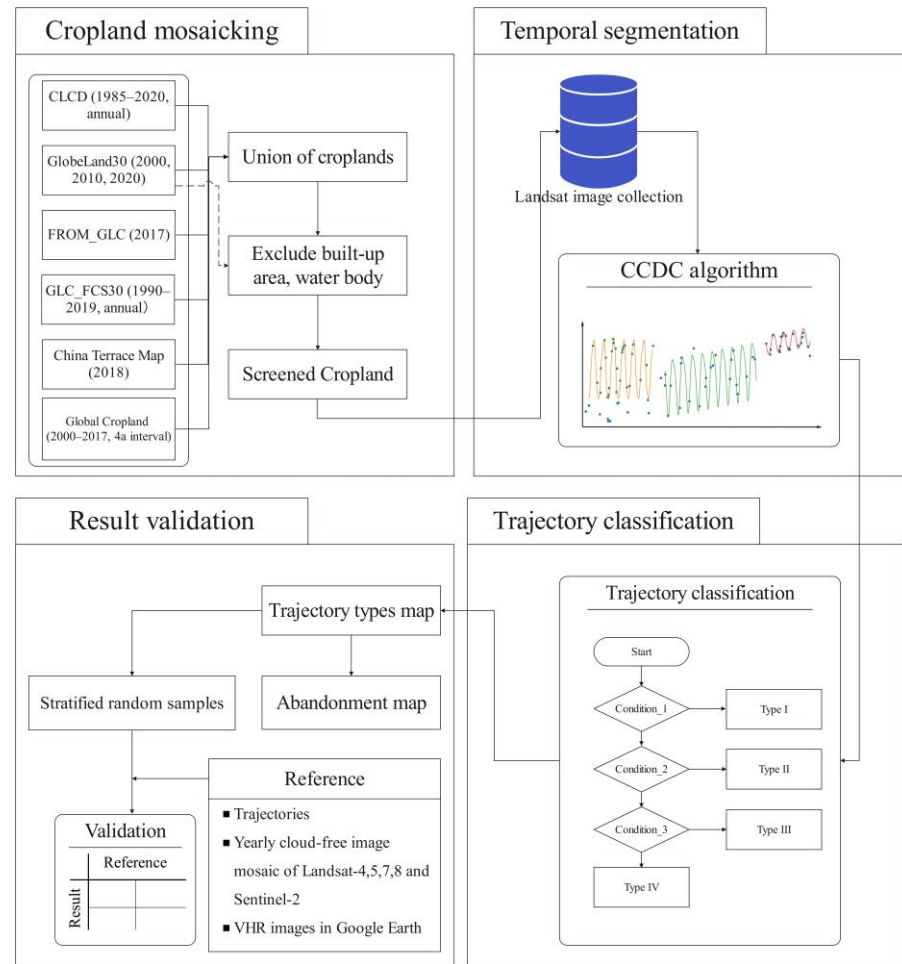 Cropland mosaicking
CLCD (1985–2020,
annual)
GlobeLand30 (2000,
2010, 2020)
FROM_GLC (2017)
GLC_FCS30 (1990–
2019, annual）
China Terrace Map
(2018)
Global Cropland
(2000–2017, 4a interval)
Union of croplands
Exclude built-up
area, water body
Screened Cropland
Temporal segmentation
Landsat image collection
CCDC algorithm
Result validation
Trajectory types map
Stratified random samples
Abandonment map
Reference
■ Trajectories
■ Yearly cloud-free image
mosaic of Landsat-4,5,7,8 and
Sentinel-2
■ VHR images in Google Earth
Validation
Reference
Result
Trajectory classification
Trajectory classification
Start
Condition_1
Type I
Condition_2
Type II
Condition_3
Type III
Type IV